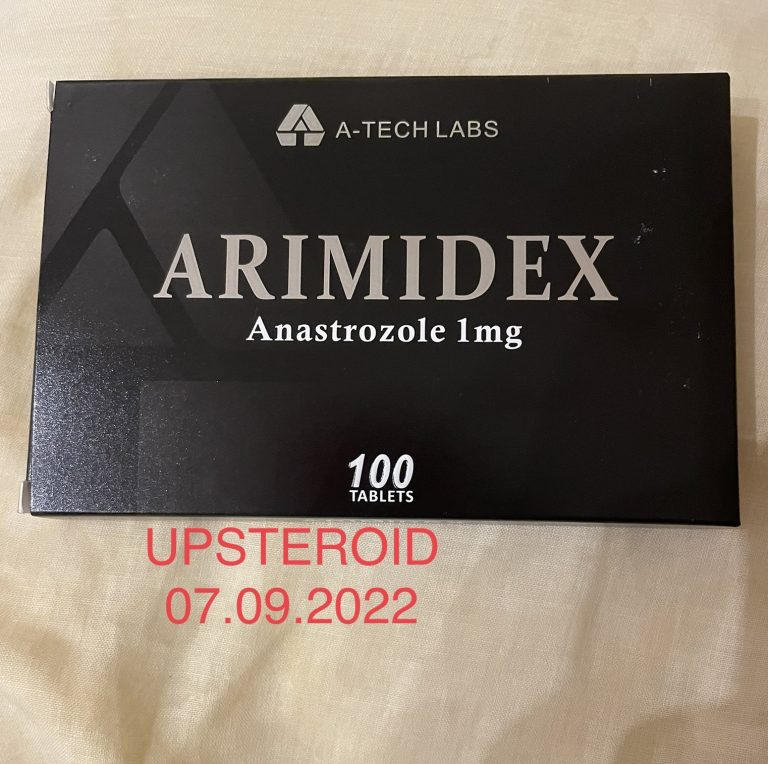 A-TECH LABS
ARIMIDEX
Anastrozole 1mg
100
TABLETS
UPSTEROID
07.09.2022